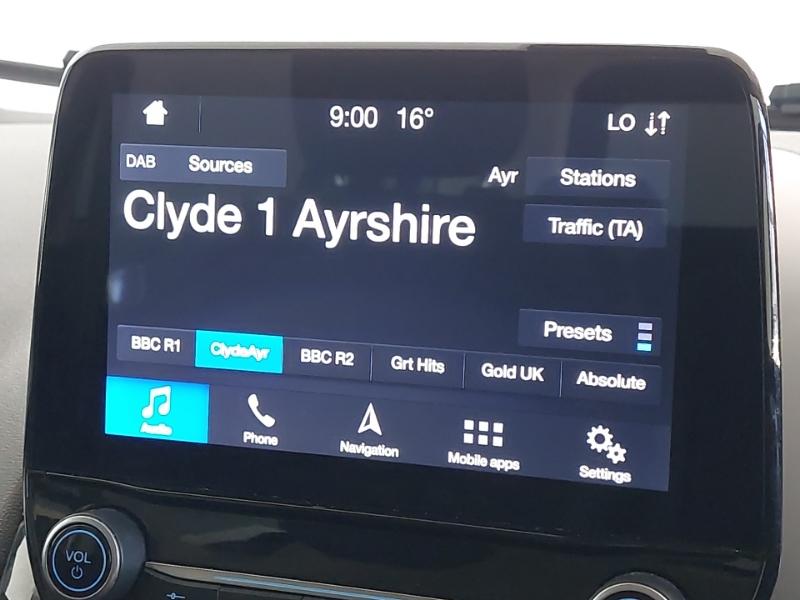 9:00 16° LO
DAB Sources Ayr Stations
Clyde 1 Ayrshire
Traffic (TA)
Presets
BBC R1 ClydeAyr BBC R2 Grt Hits Gold UK Absolute
Audio Phone Navigation Mobile apps Settings
VOL